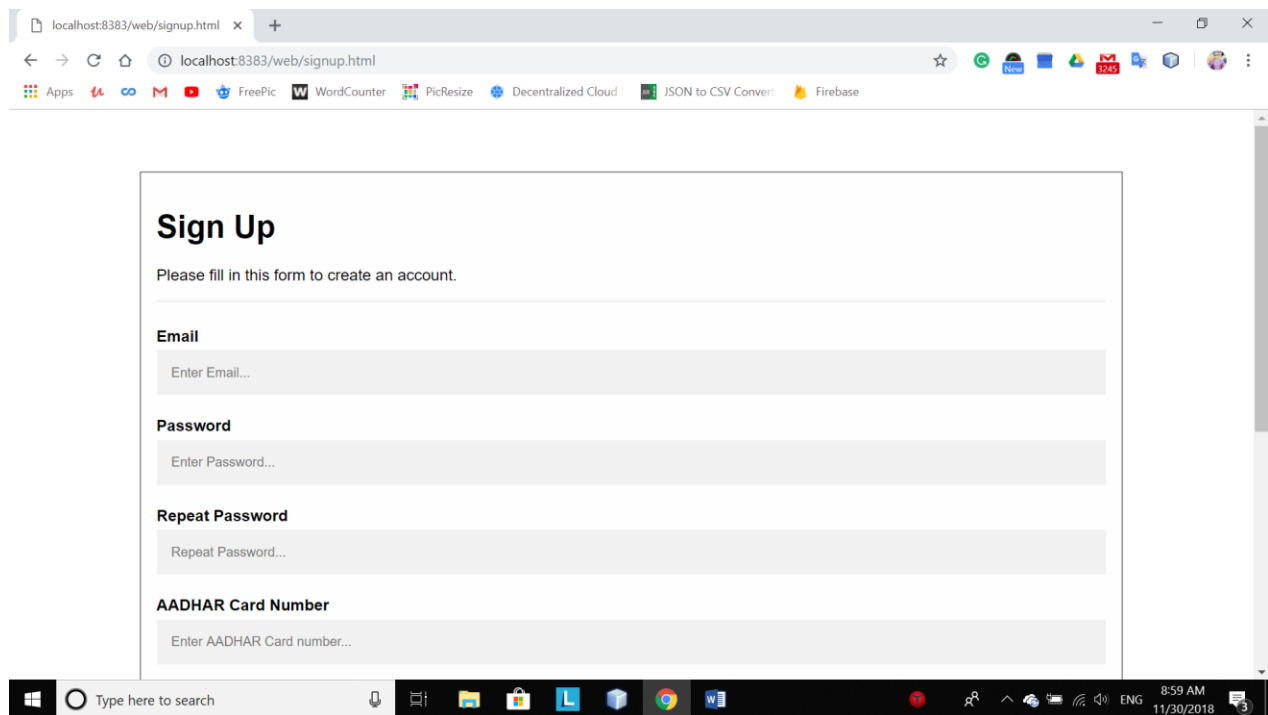 localhost:8383/web/signup.html
localhost:8383/web/signup.html
New
3245
Apps FreePic W WordCounter PicResize Decentralized Cloud JSON to CSV Convert Firebase
Sign Up
Please fill in this form to create an account.
Email
Enter Email...
Password
Enter Password...
Repeat Password
Repeat Password...
AADHAR Card Number
Enter AADHAR Card number...
Type here to search
L
W
ENG
8:59 AM
11/30/2018
3